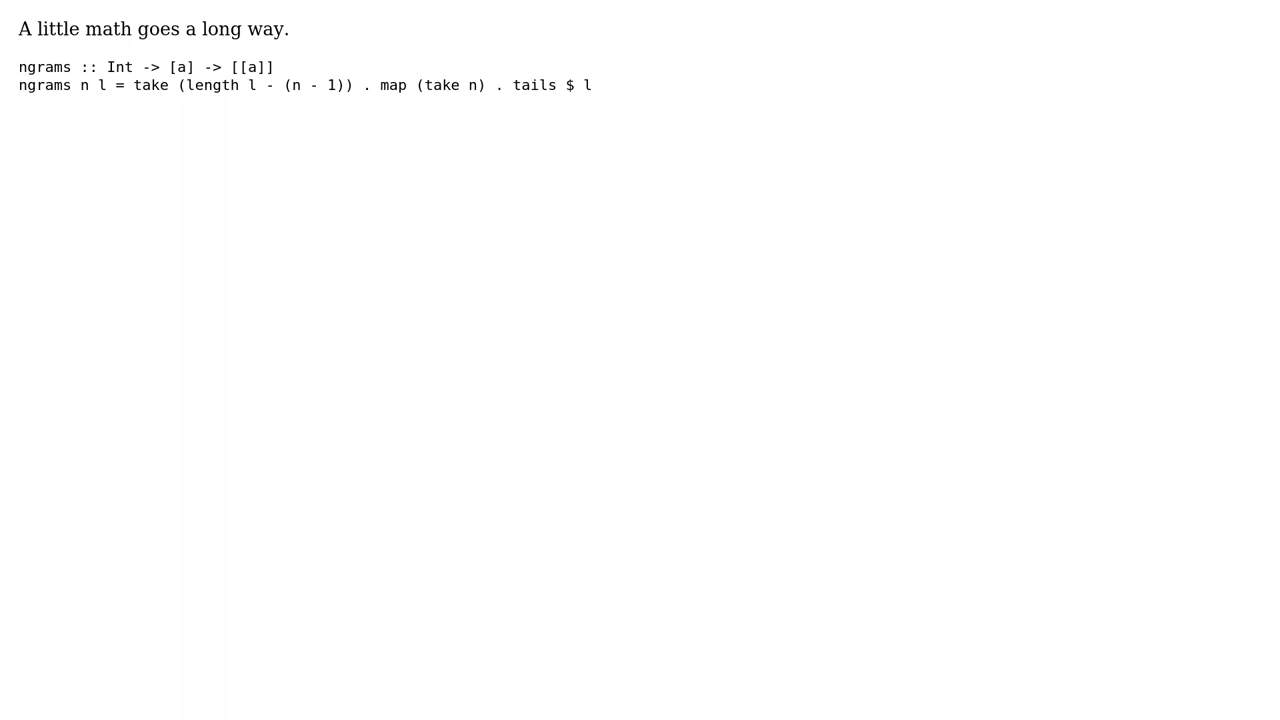 A little math goes a long way.
ngrams :: Int -> [a] -> [[a]]
ngrams n l = take (length l - (n - 1)) . map (take n) . tails $ l